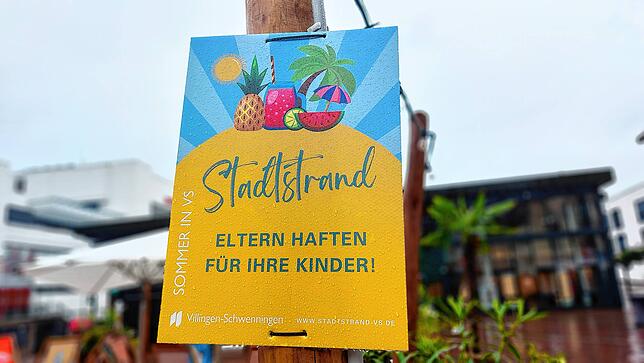 Stadtstrand
SOMMER IN VS
ELTERN HAFTEN
FÜR IHRE KINDER!
Villingen-Schwenningen - WWW.STADTSTRAND-VS.DE